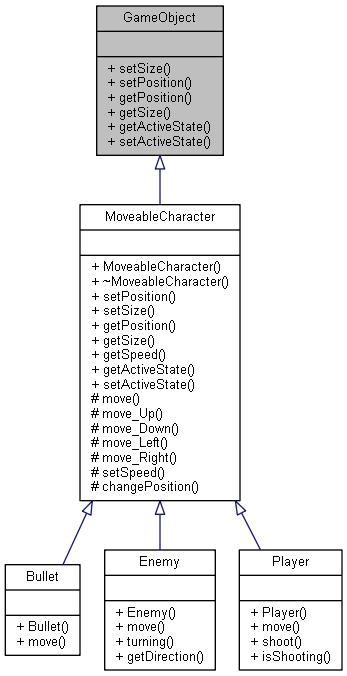 GameObject
+ setSize()
+ setPosition()
+ getPosition()
+ getSize()
+ getActiveState()
+ setActiveState()
MoveableCharacter
+ MoveableCharacter()
+ ~MoveableCharacter()
+ setPosition()
+ setSize()
+ getPosition()
+ getSize()
+ getSpeed()
+ getActiveState()
+ setActiveState()
# move()
# move_Up()
# move_Down()
# move_Left()
# move_Right()
# setSpeed()
# changePosition()
Bullet
+ Bullet()
+ move()
Enemy
+ Enemy()
+ move()
+ turning()
+ getDirection()
Player
+ Player()
+ move()
+ shoot()
+ isShooting()